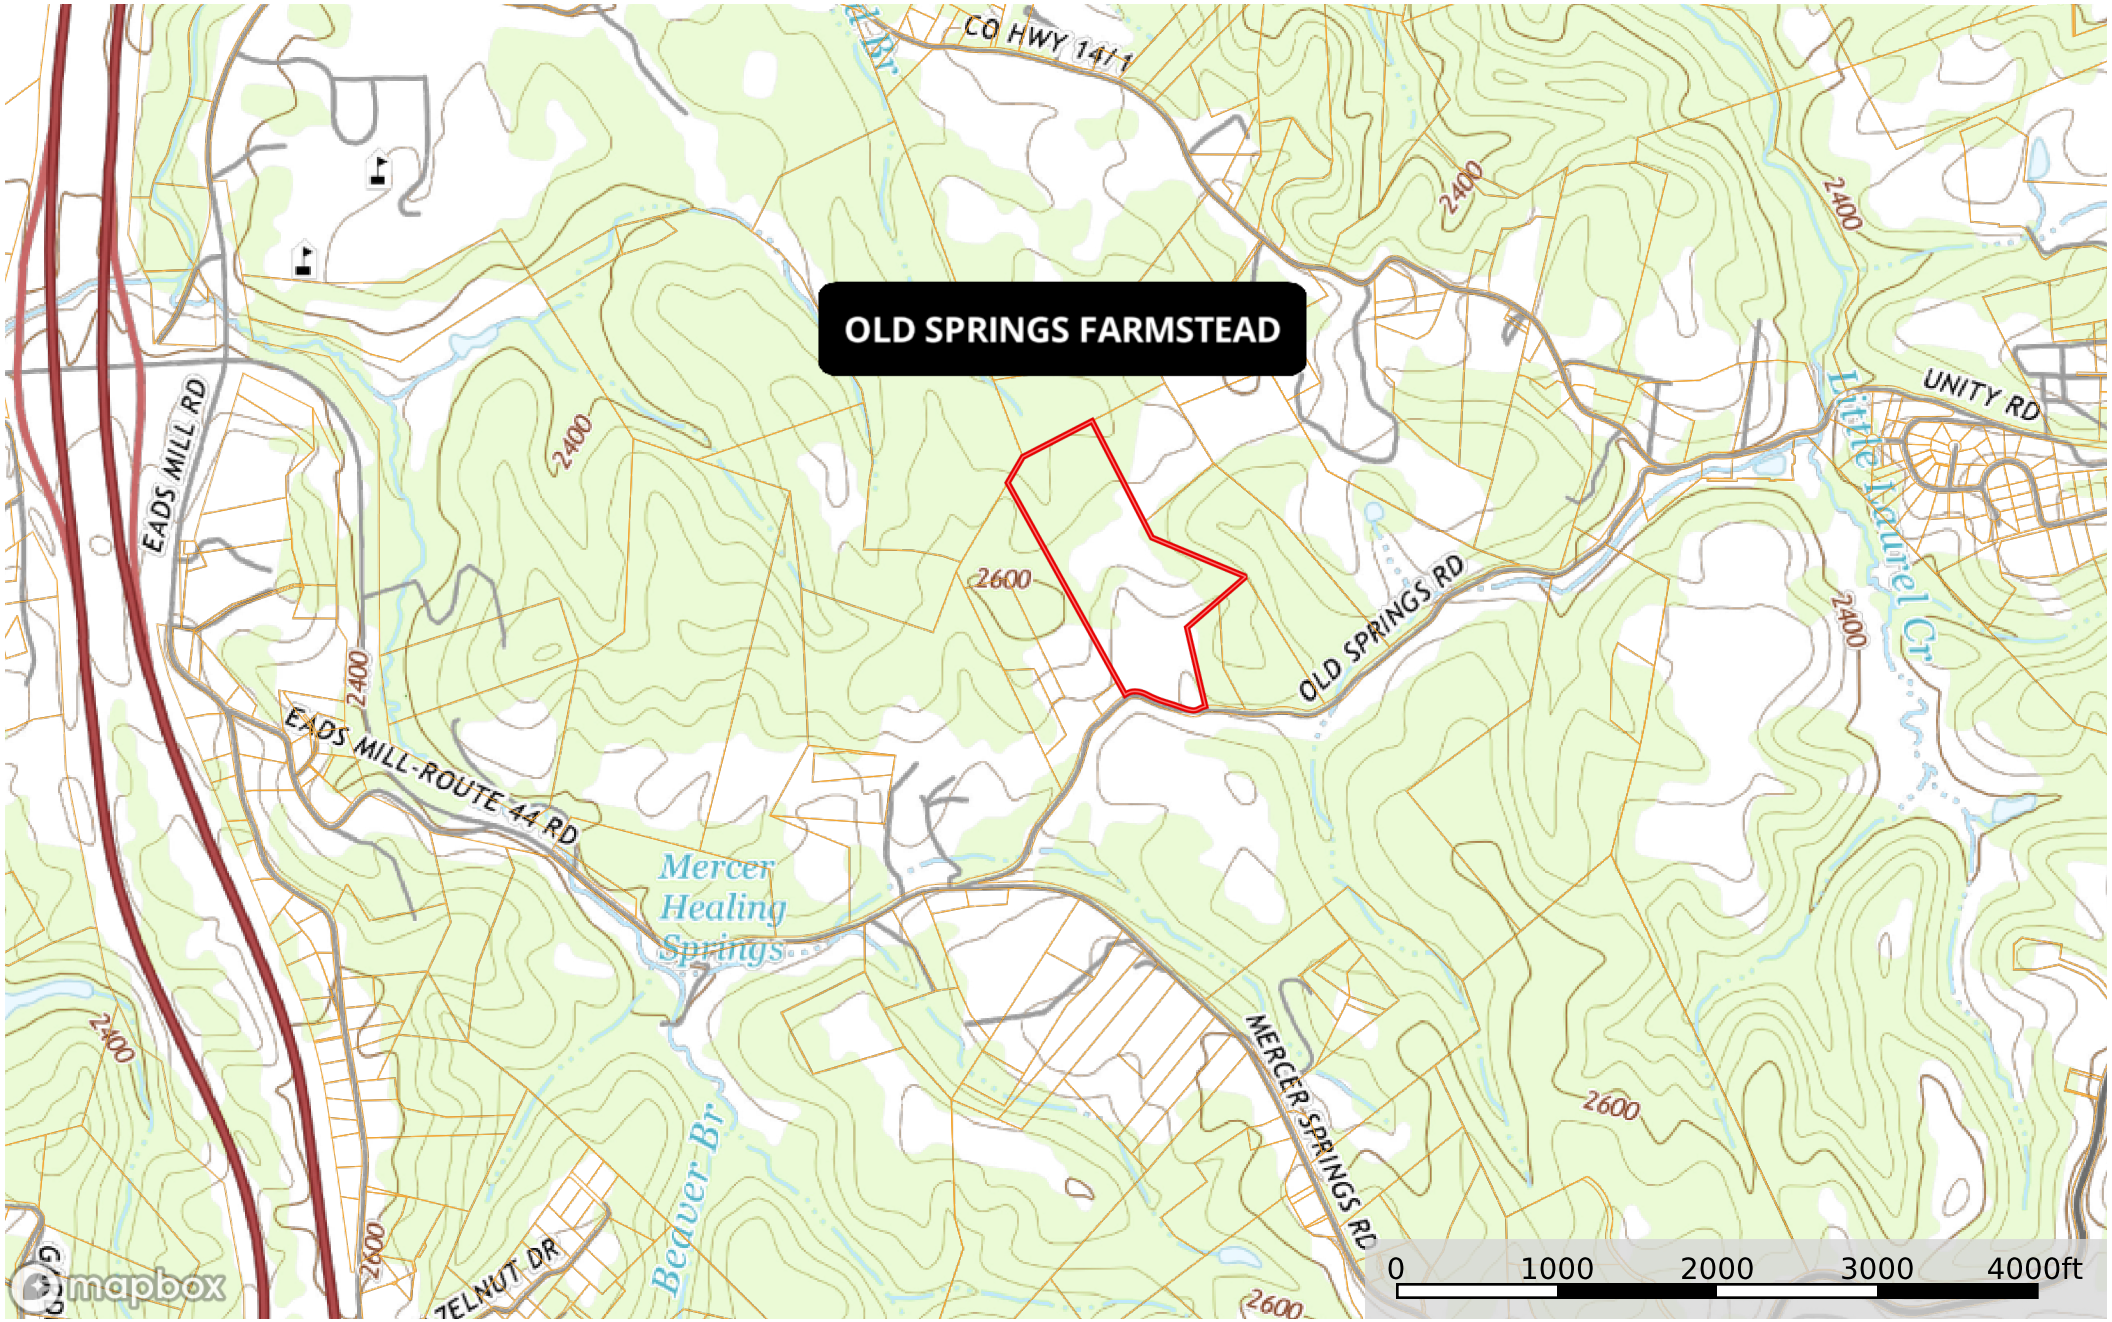 d Br
CO HWY 14/1
2400
2400
OLD SPRINGS FARMSTEAD
EADS MILL RD
2400
UNITY RD
Little Laurel Cr
2600
OLD SPRINGS RD
2400
2400
EADS MILL-ROUTE 44 RD
Mercer
Healing
Springs
2400
MERCER SPRINGS RD
2600
Beaver Br
2600
ZELNUT DR
2600
mapbox
0 1000 2000 3000 4000ft